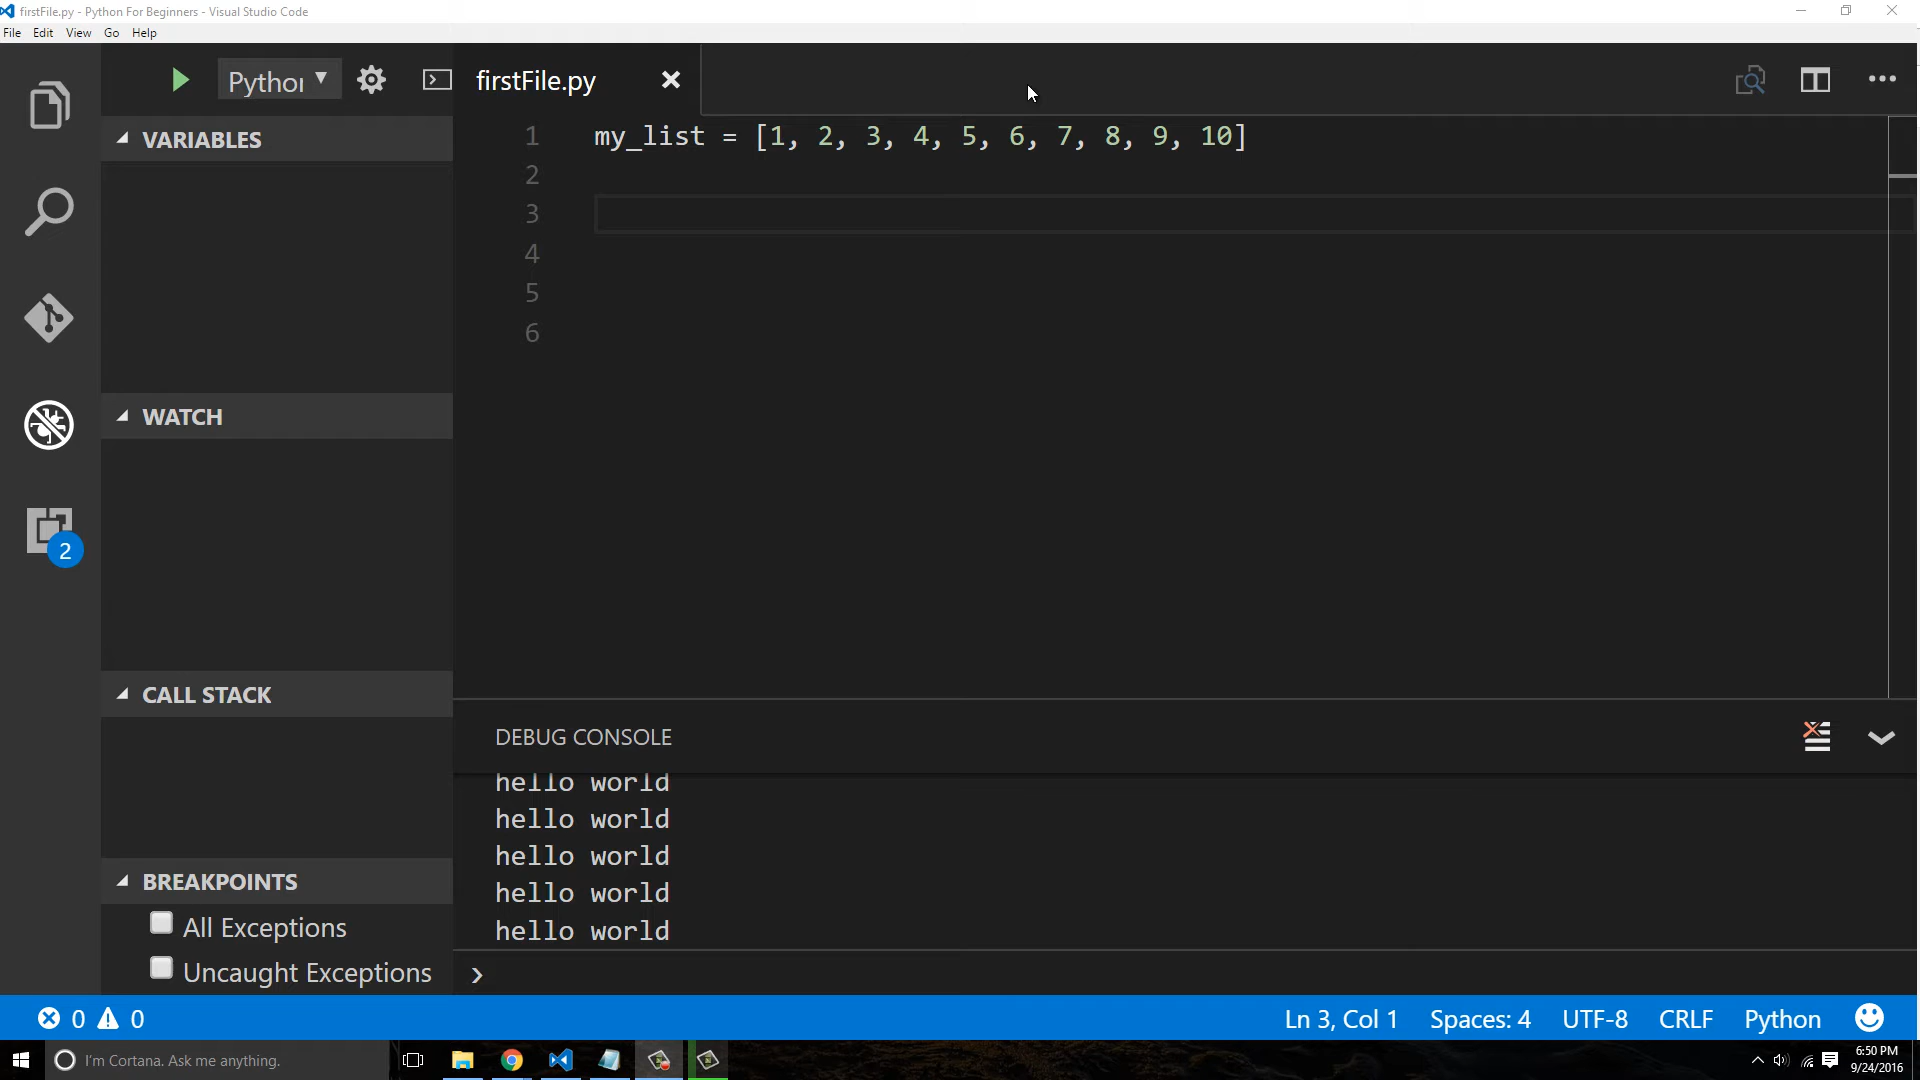 firstFile.py - Python For Beginners - Visual Studio Code
File Edit View Go Help
Pythor
firstFile.py
VARIABLES
1 my_list = [1, 2, 3, 4, 5, 6, 7, 8, 9, 10]
2
3
4
5
6
WATCH
2
CALL STACK
DEBUG CONSOLE
hello world
hello world
hello world
hello world
hello world
BREAKPOINTS
All Exceptions
Uncaught Exceptions
0 0 Ln 3, Col 1 Spaces: 4 UTF-8 CRLF Python
I'm Cortana. Ask me anything.
6:50 PM
9/24/2016